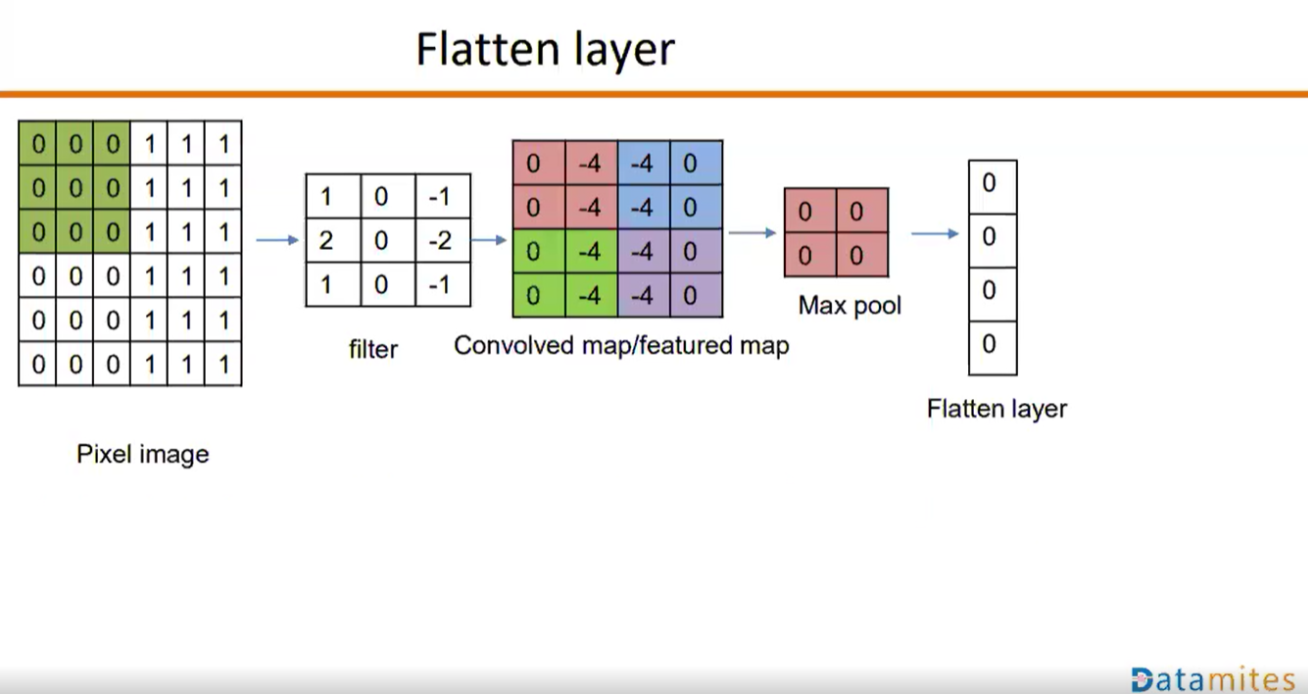 Flatten layer
0 0 0 1 1 1
0 0 0 1 1 1
0 0 0 1 1 1
0 0 0 1 1 1
0 0 0 1 1 1
0 0 0 1 1 1
Pixel image
1 0 -1
2 0 -2
1 0 -1
filter
0 -4 -4 0
0 -4 -4 0
0 -4 -4 0
0 -4 -4 0
Convolved map/featured map
0 0
0 0
Max pool
0
0
0
0
Flatten layer
Datamites